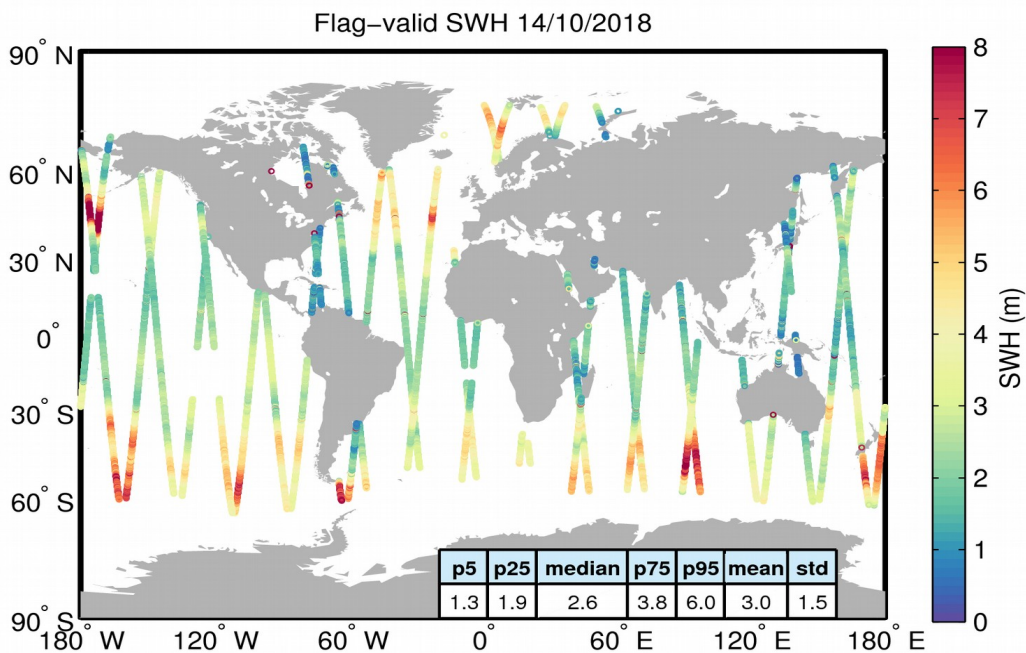 Flag−valid SWH 14/10/2018
90° N
60° N
30° N
0°
30° S
60° S
90° S
180° W
120° W
60° W
0°
60° E
120° E
180° E
p5 p25 median p75 p95 mean std
1.3 1.9 2.6 3.8 6.0 3.0 1.5
8
7
6
5
4
3
2
1
0
SWH (m)